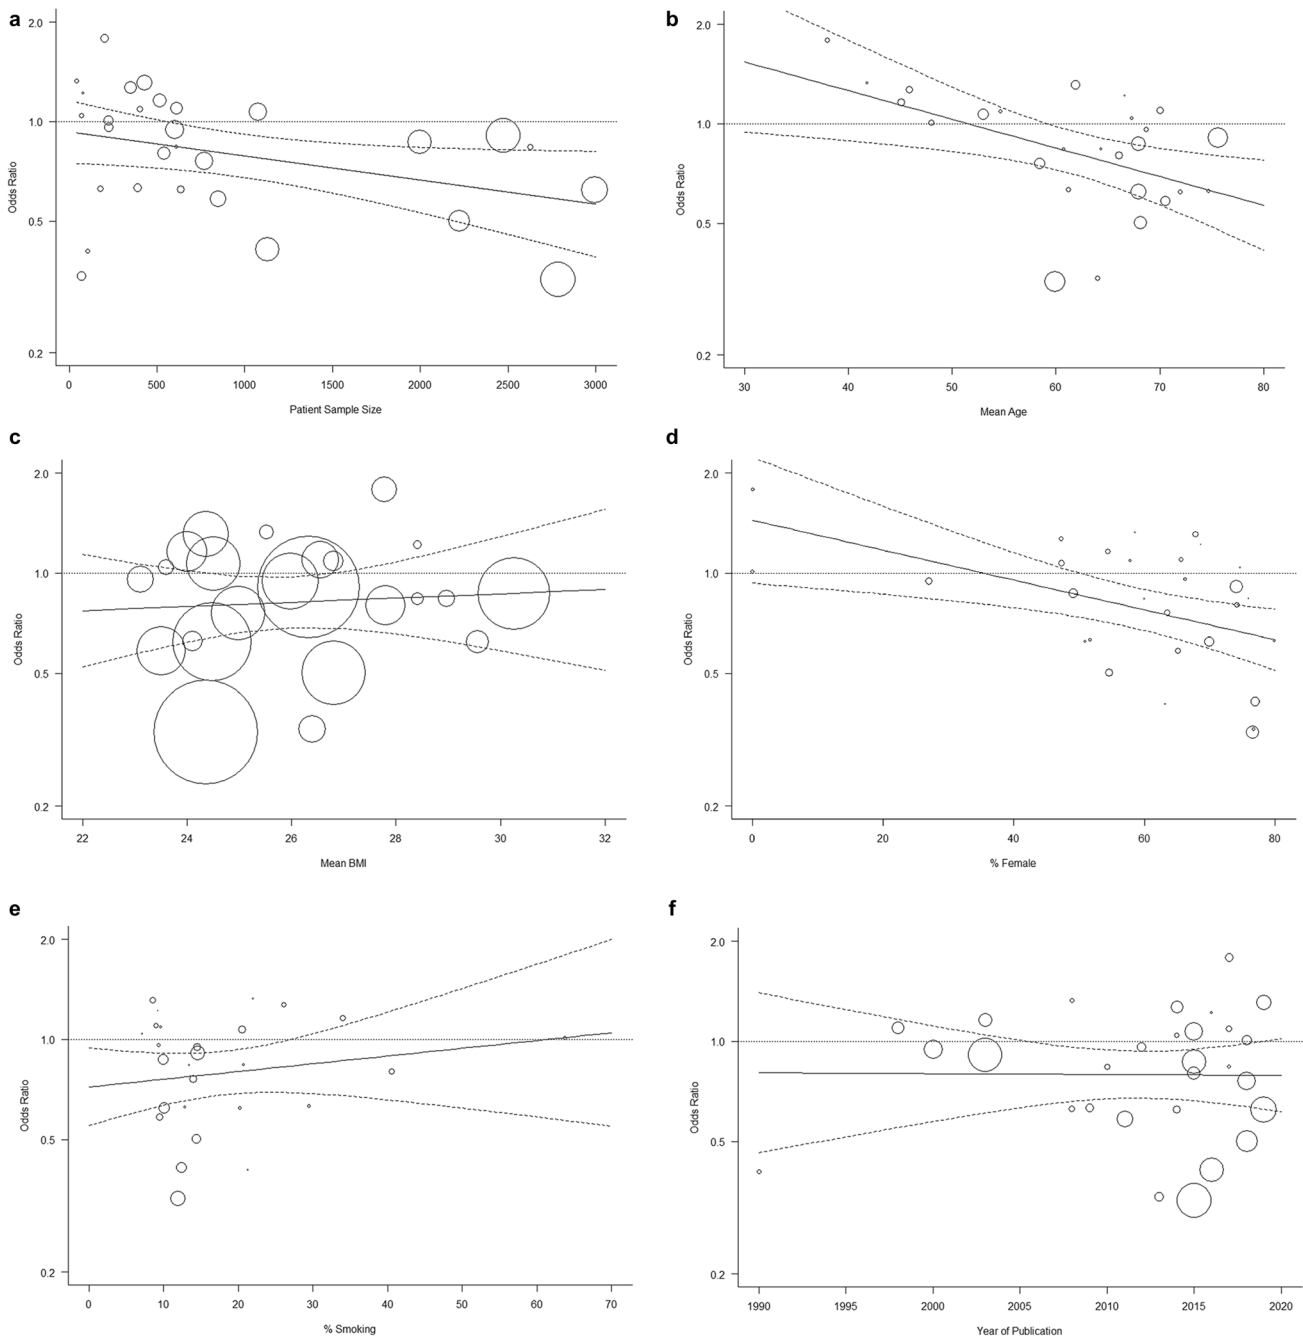 a
2.0
1.0
0.5
0.2
Odds Ratio
0 500 1000 1500 2000 2500 3000
Patient Sample Size
b
2.0
1.0
0.5
0.2
Odds Ratio
30 40 50 60 70 80
Mean Age
c
2.0
1.0
0.5
0.2
Odds Ratio
22 24 26 28 30 32
Mean BMI
d
2.0
1.0
0.5
0.2
Odds Ratio
0 20 40 60 80
% Female
e
2.0
1.0
0.5
0.2
Odds Ratio
0 10 20 30 40 50 60 70
% Smoking
f
2.0
1.0
0.5
0.2
Odds Ratio
1990 1995 2000 2005 2010 2015 2020
Year of Publication